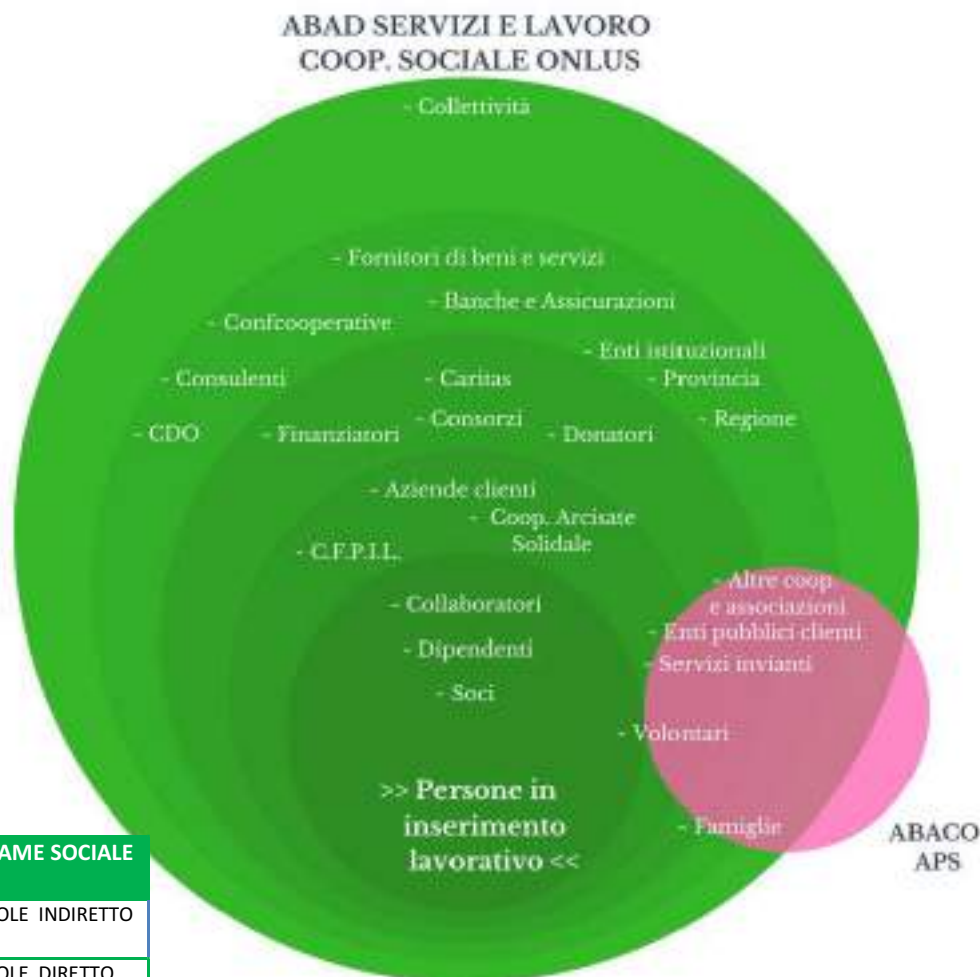 ABAD SERVIZI E LAVORO
COOP. SOCIALE ONLUS
- Collettività
- Fornitori di beni e servizi
- Banche e Assicurazioni
- Confcooperative
- Enti istituzionali
- Consulenti
- Caritas
- Provincia
- CDO
- Finanziatori
- Consorzi
- Donatori
- Regione
- Aziende clienti
- Coop. Arcisate
Solidale
- C.F.P.I.L.
- Altre coop
e associazioni
- Collaboratori
- Enti pubblici clienti
- Dipendenti
- Servizi invianti
- Soci
- Volontari
>> Persone in
inserimento
lavorativo <<
- Famiglie
ABACO
APS
AME SOCIALE
OLE INDIRETTO
OLE DIRETTO